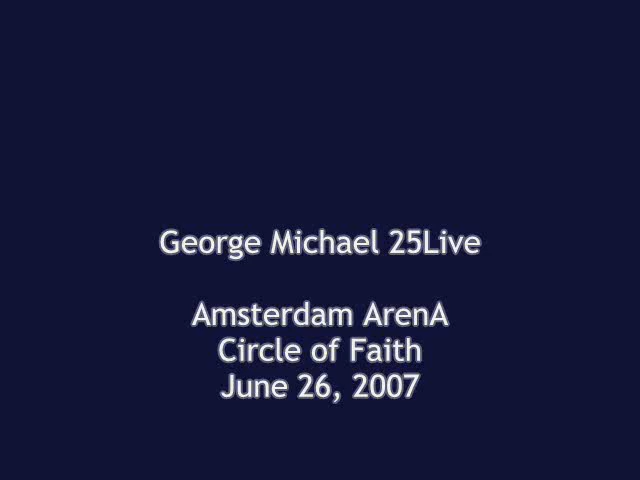 George Michael 25Live
Amsterdam ArenA
Circle of Faith
June 26, 2007